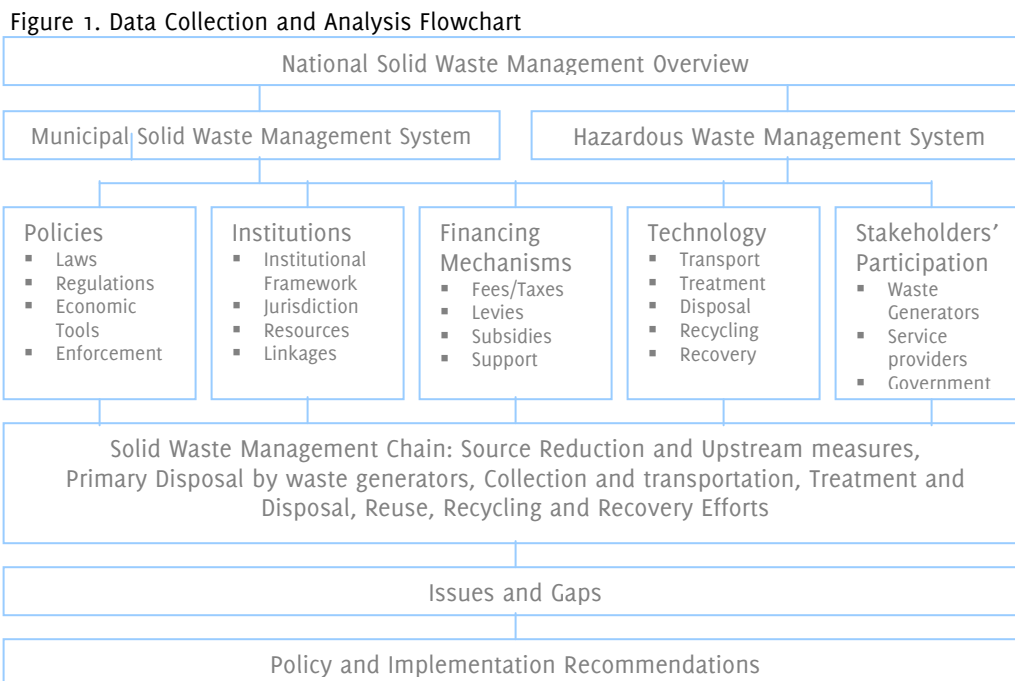 Figure 1. Data Collection and Analysis Flowchart
National Solid Waste Management Overview
Municipal Solid Waste Management System
Hazardous Waste Management System
Policies
▪ Laws
▪ Regulations
▪ Economic
Tools
▪ Enforcement
Institutions
▪ Institutional
Framework
▪ Jurisdiction
▪ Resources
▪ Linkages
Financing
Mechanisms
▪ Fees/Taxes
▪ Levies
▪ Subsidies
▪ Support
Technology
▪ Transport
▪ Treatment
▪ Disposal
▪ Recycling
▪ Recovery
Stakeholders’
Participation
▪ Waste
Generators
▪ Service
providers
▪ Government
Solid Waste Management Chain: Source Reduction and Upstream measures,
Primary Disposal by waste generators, Collection and transportation, Treatment and
Disposal, Reuse, Recycling and Recovery Efforts
Issues and Gaps
Policy and Implementation Recommendations